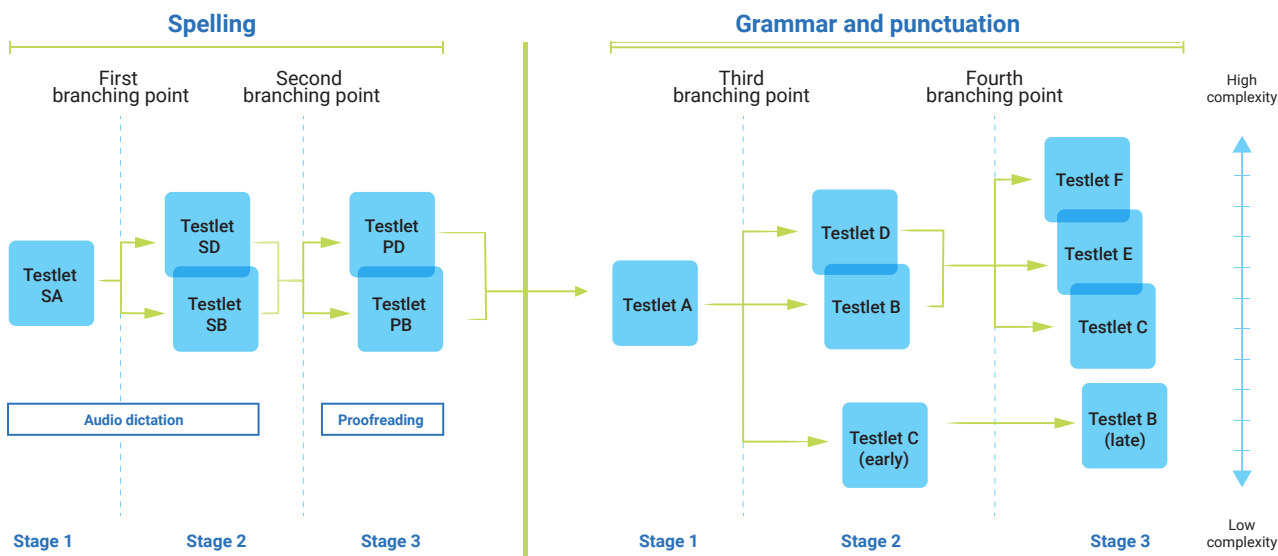 Spelling
Grammar and punctuation
First
branching point
Second
branching point
Third
branching point
Fourth
branching point
High
complexity
Testlet
SA
Testlet
SD
Testlet
SB
Testlet
PD
Testlet
PB
Testlet A
Testlet D
Testlet B
Testlet C
(early)
Testlet F
Testlet E
Testlet C
Testlet B
(late)
Audio dictation
Proofreading
Stage 1
Stage 2
Stage 3
Stage 1
Stage 2
Stage 3
Low
complexity